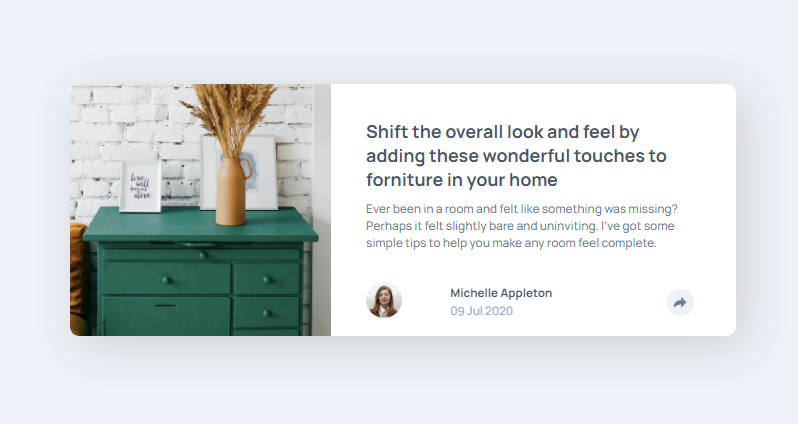 love
will
Shift the overall look and feel by
adding these wonderful touches to
forniture in your home
Ever been in a room and felt like something was missing?
Perhaps it felt slightly bare and uninviting. I've got some
simple tips to help you make any room feel complete.
Michelle Appleton
09 Jul 2020